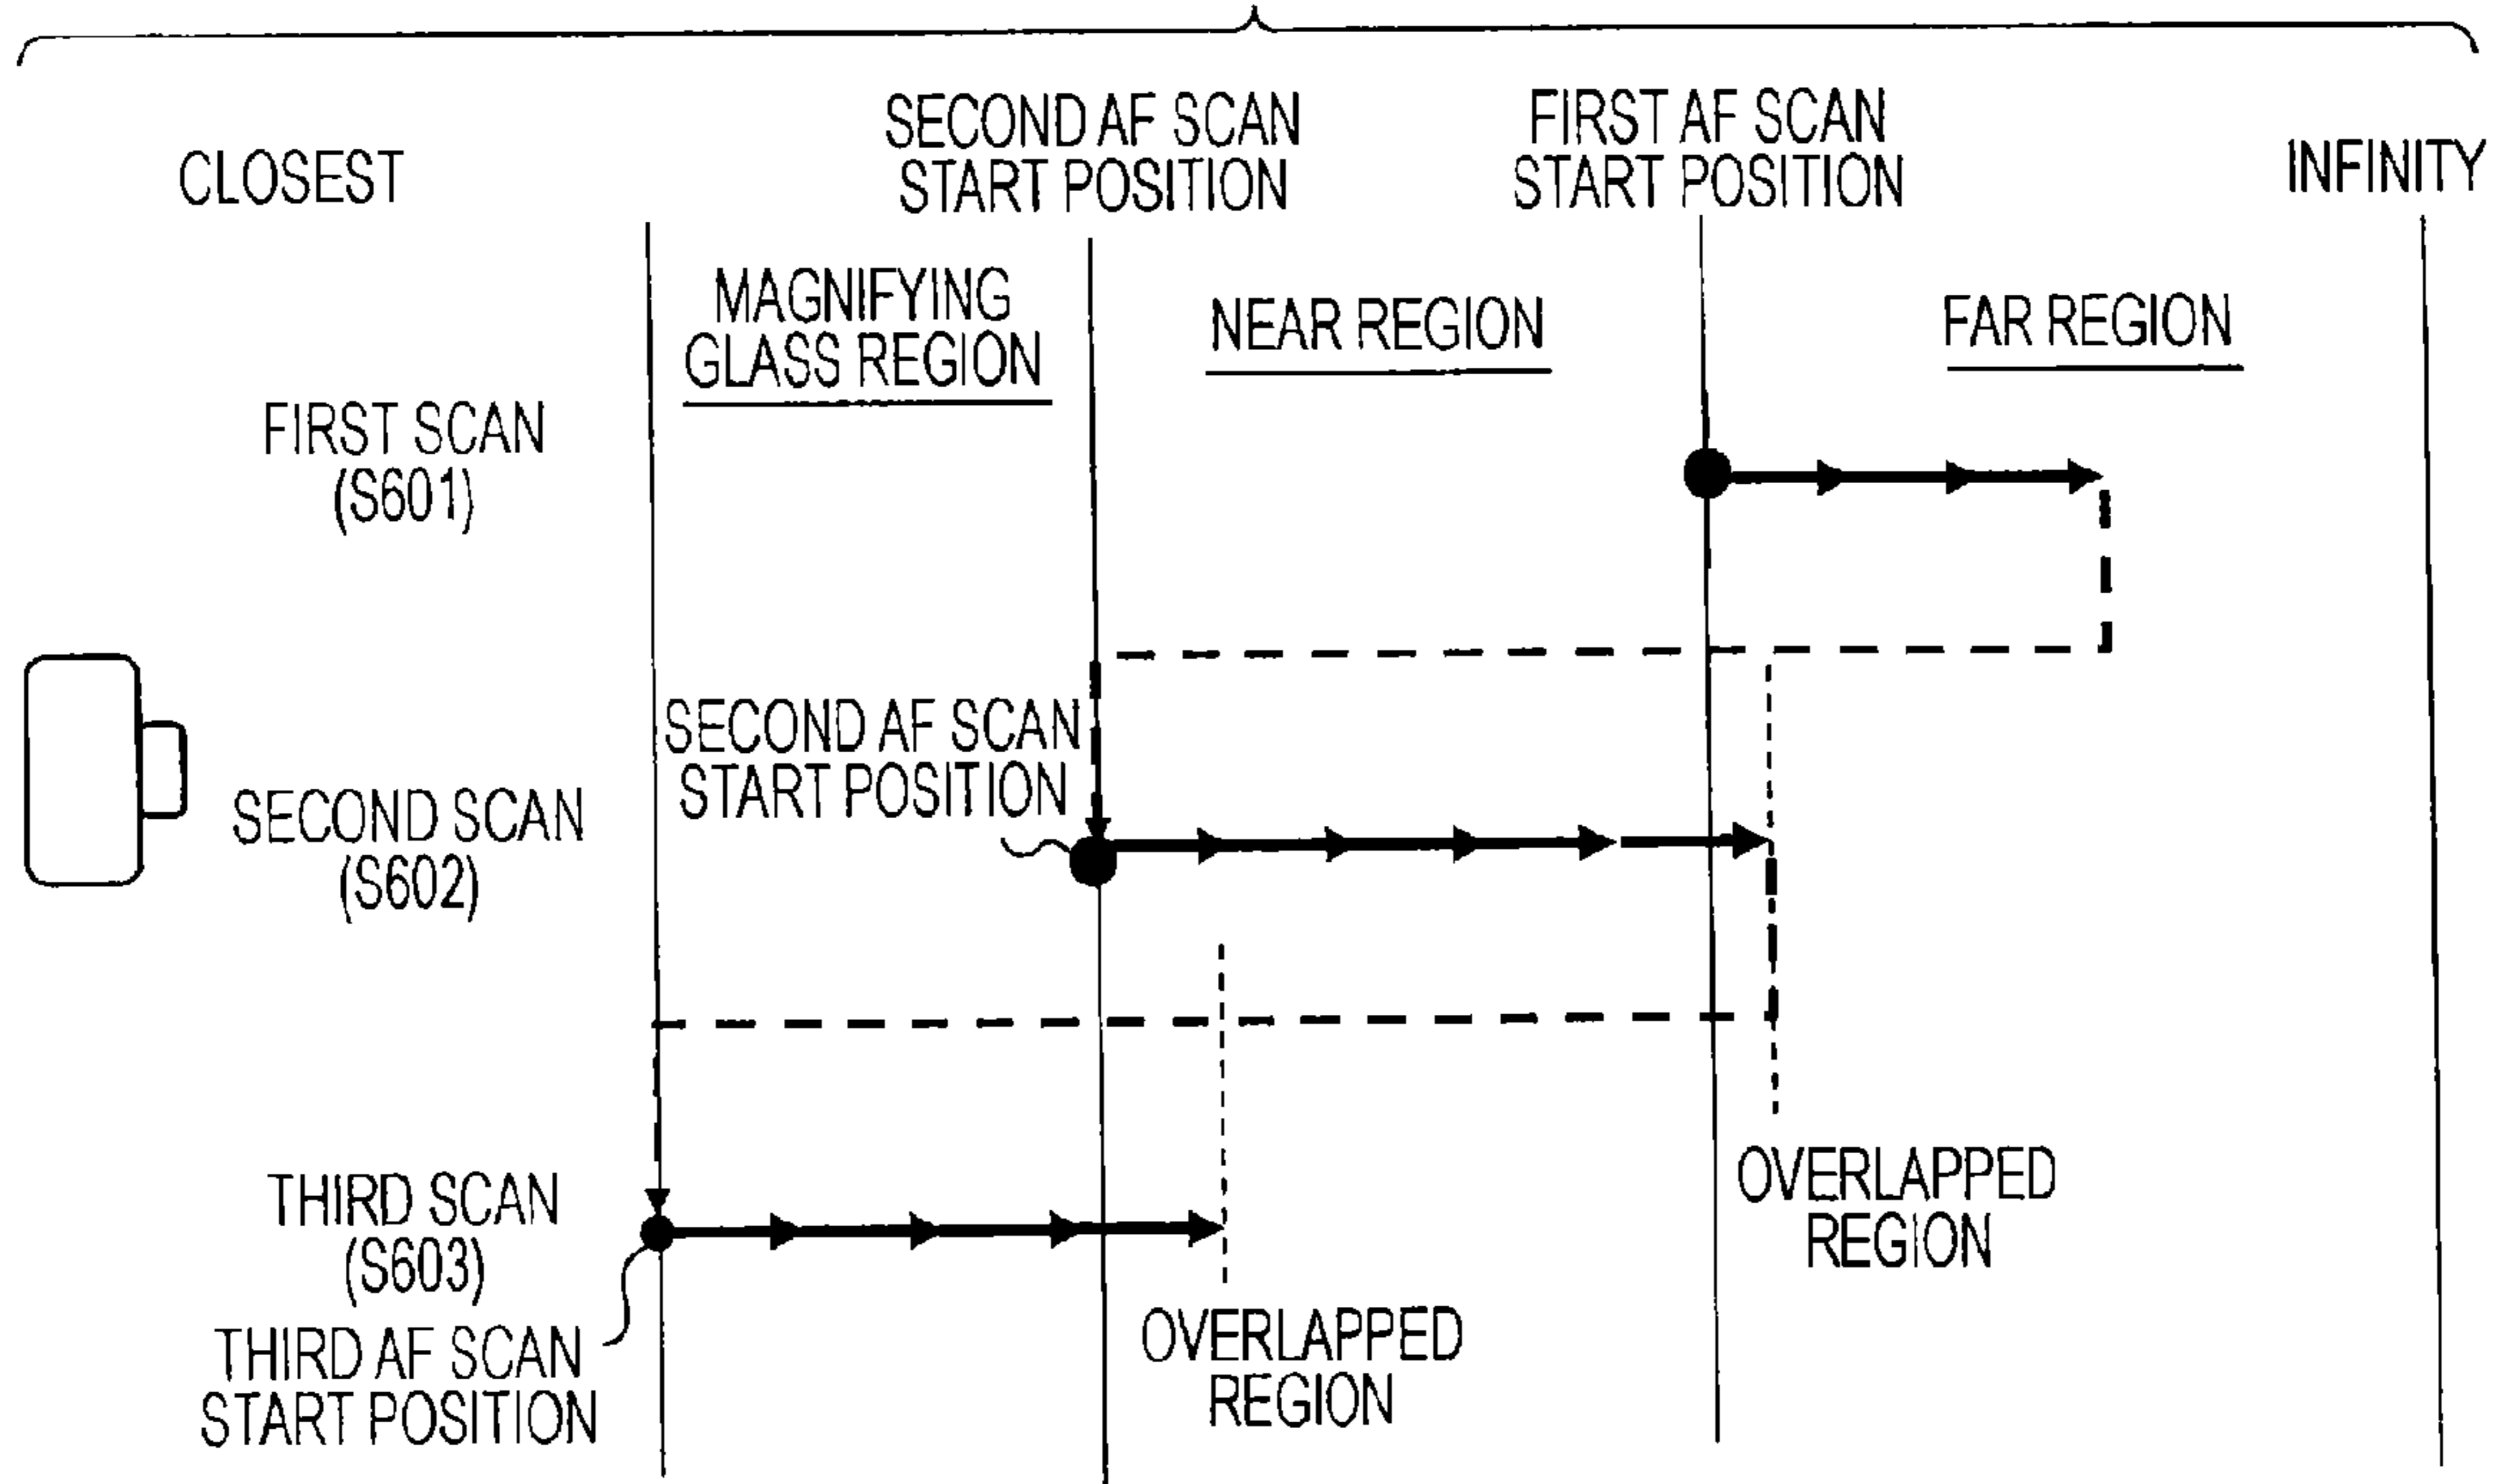 CLOSEST
SECOND AF SCAN
START POSITION
FIRST AF SCAN
START POSITION
INFINITY
MAGNIFYING
GLASS REGION
NEAR REGION
FAR REGION
FIRST SCAN
(S601)
SECOND AF SCAN
START POSITION
SECOND SCAN
(S602)
THIRD SCAN
(S603)
THIRD AF SCAN
START POSITION
OVERLAPPED
REGION
OVERLAPPED
REGION